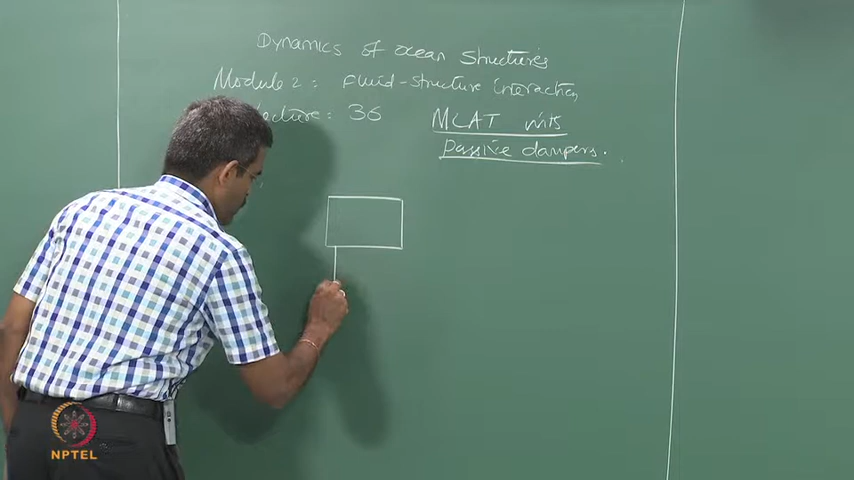 Dynamics of ocean structures
Module 2: Fluid-structure interaction
Lecture: 36 MLAT with
Passive dampers.
NPTEL